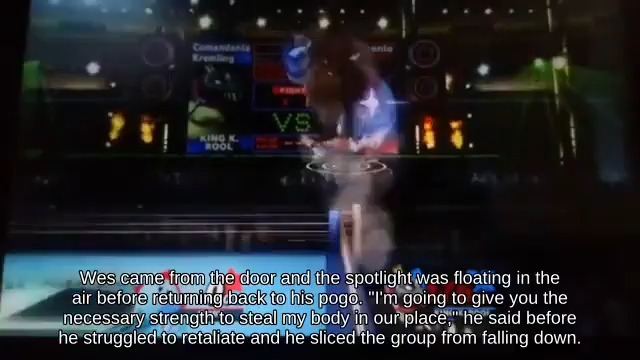 Comandante
Kremling
FIGHT
VS
KING K.
ROOL
Wes came from the door and the spotlight was floating in the
air before returning back to his pogo. "I'm going to give you the
necessary strength to steal my body in our place," he said before
he struggled to retaliate and he sliced the group from falling down.